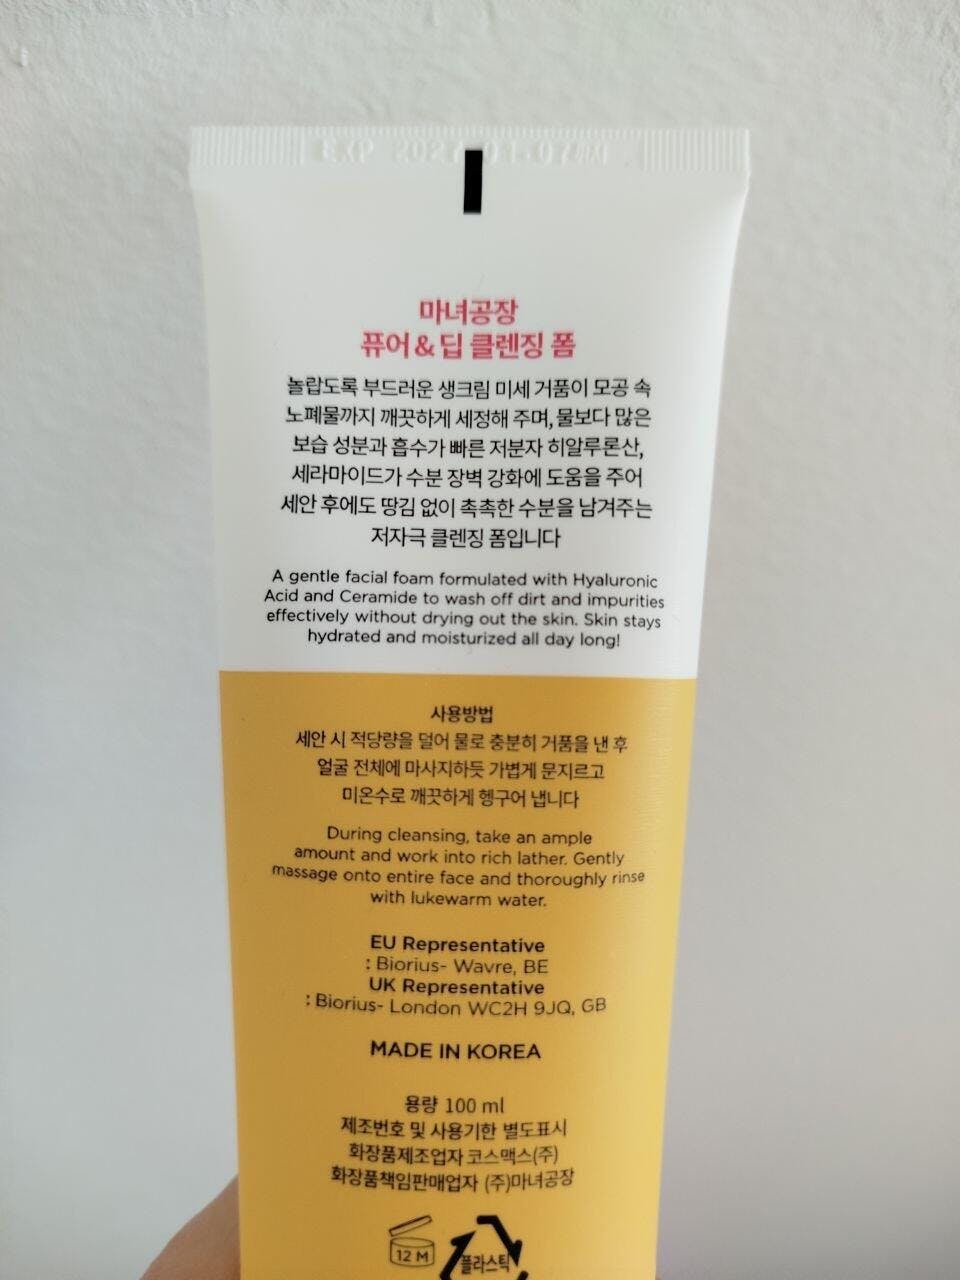 EXP
마녀공장
퓨어 & 딥 클렌징 폼
놀랍도록 부드러운 생크림 미세 거품이 모공 속
노폐물까지 깨끗하게 세정해 주며, 물보다 많은
보습 성분과 흡수가 빠른 저분자 히알루론산,
세라마이드가 수분 장벽 강화에 도움을 주어
세안 후에도 땅김 없이 촉촉한 수분을 남겨주는
저자극 클렌징 폼입니다
A gentle facial foam formulated with Hyaluronic
Acid and Ceramide to wash off dirt and impurities
effectively without drying out the skin. Skin stays
hydrated and moisturized all day long!
사용방법
세안 시 적당량을 덜어 물로 충분히 거품을 낸 후
얼굴 전체에 마사지하듯 가볍게 문지르고
미온수로 깨끗하게 헹구어 냅니다
During cleansing, take an ample
amount and work into rich lather. Gently
massage onto entire face and thoroughly rinse
with lukewarm water.
EU Representative
: Biorius- Wavre, BE
UK Representative
: Biorius- London WC2H 9JQ, GB
MADE IN KOREA
용량 100 ml
제조번호 및 사용기한 별도표시
화장품제조업자 코스맥스(주)
화장품책임판매업자 (주)마녀공장
12 M
플라스틱